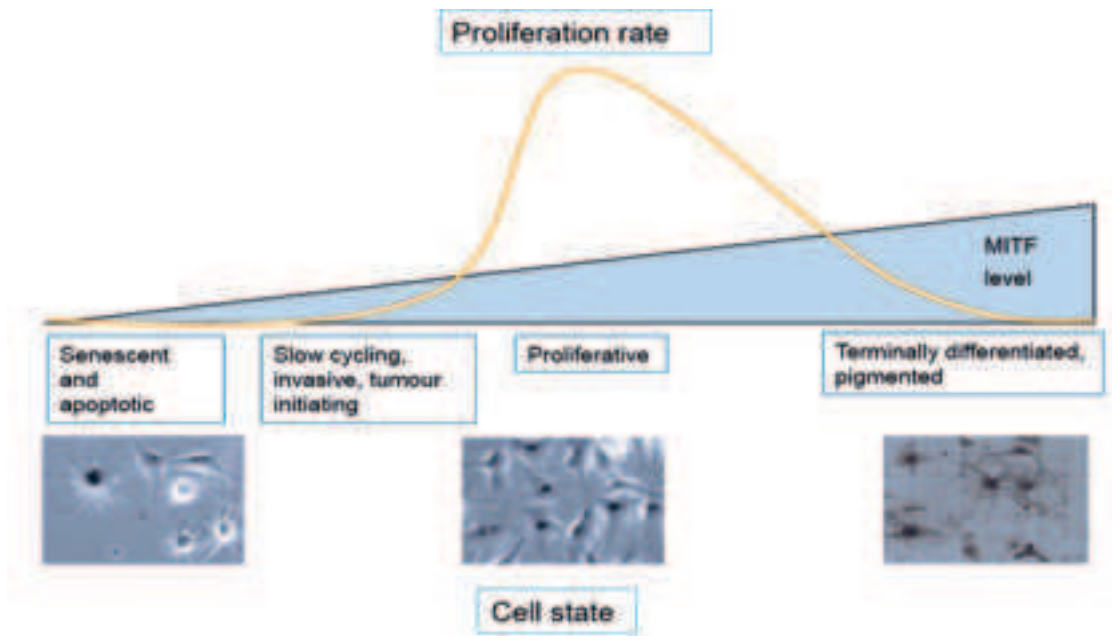 Proliferation rate
MITF
level
Senescent
and
apoptotic
Slow cycling,
invasive, tumour
initiating
Proliferative
Terminally differentiated,
pigmented
Cell state